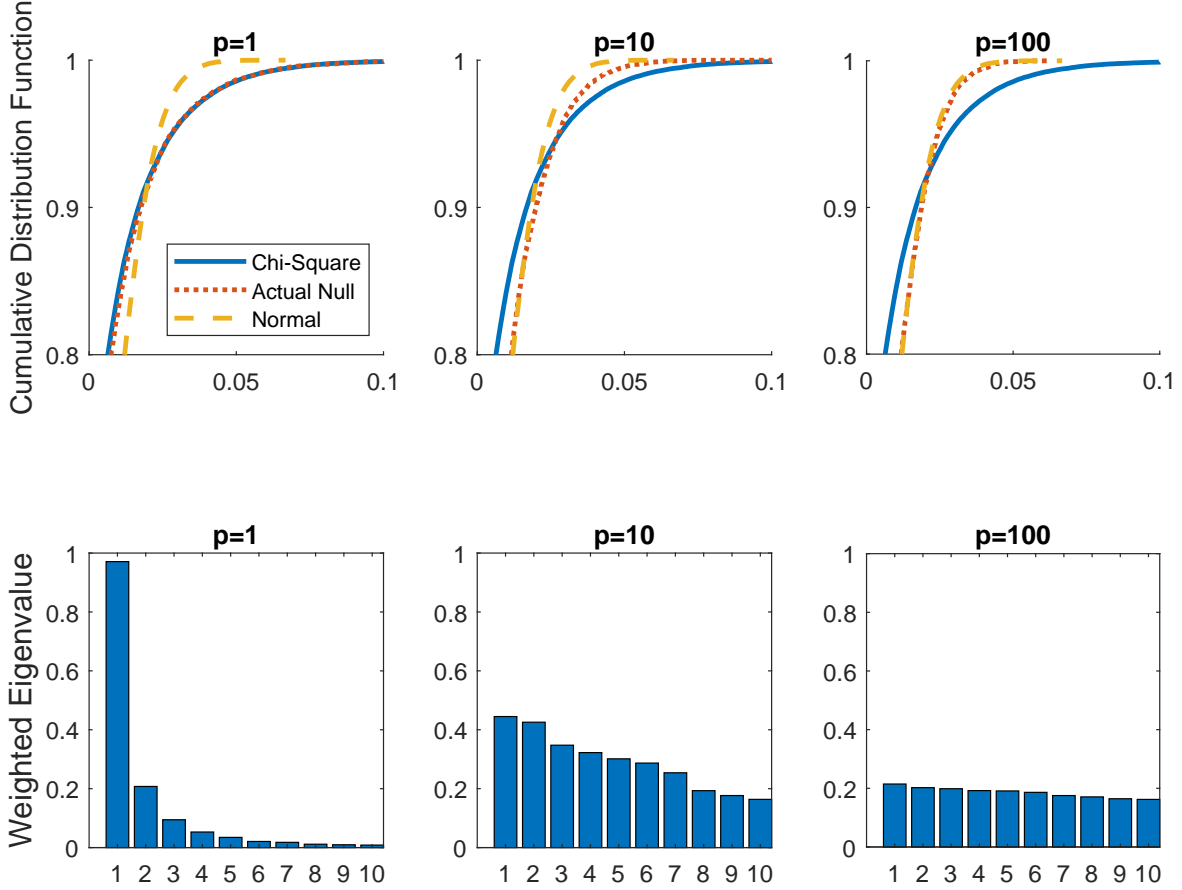 p=1 p=10 p=100
Cumulative Distribution Function
1 1 1
0.9 0.9 0.9
Chi-Square
Actual Null
Normal
0.8 0.8 0.8
0 0.05 0.1 0 0.05 0.1 0 0.05 0.1
p=1 p=10 p=100
Weighted Eigenvalue
1 1 1
0.8 0.8 0.8
0.6 0.6 0.6
0.4 0.4 0.4
0.2 0.2 0.2
0 0 0
1 2 3 4 5 6 7 8 9 10 1 2 3 4 5 6 7 8 9 10 1 2 3 4 5 6 7 8 9 10